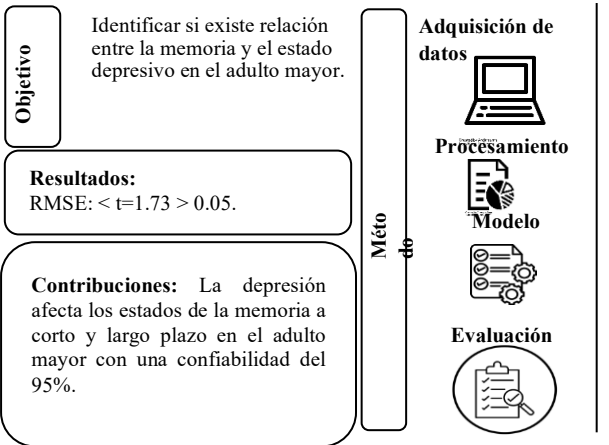 Objetivo
Identificar si existe relación
entre la memoria y el estado
depresivo en el adulto mayor.
Resultados:
RMSE: < t=1.73 > 0.05.
Contribuciones: La depresión
afecta los estados de la memoria a
corto y largo plazo en el adulto
mayor con una confiabilidad del
95%.
Méto
do
Adquisición de
datos
Procesamiento
Modelo
Evaluación